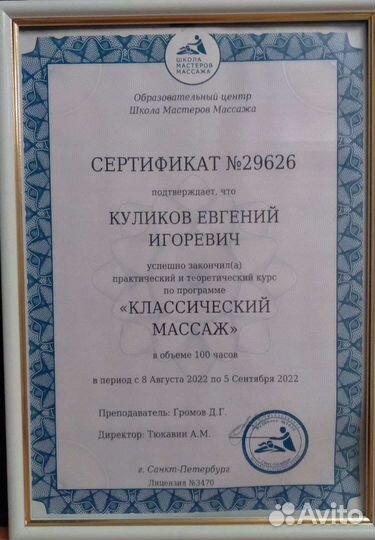 ШКОЛА
МАСТЕРОВ
МАССАЖА
Образовательный центр
Школа Мастеров Массажа
СЕРТИФИКАТ №29626
подтверждает, что
КУЛИКОВ ЕВГЕНИЙ
ИГОРЕВИЧ
успешно закончил(а)
практический и теоретический курс
по программе
«КЛАССИЧЕСКИЙ
МАССАЖ»
в объеме 100 часов
в период с 8 Августа 2022 по 5 Сентября 2022
Преподаватель: Громов Д.Г.
Директор: Тюкавин А.М.
г. Санкт-Петербург
Лицензия №3470
Avito